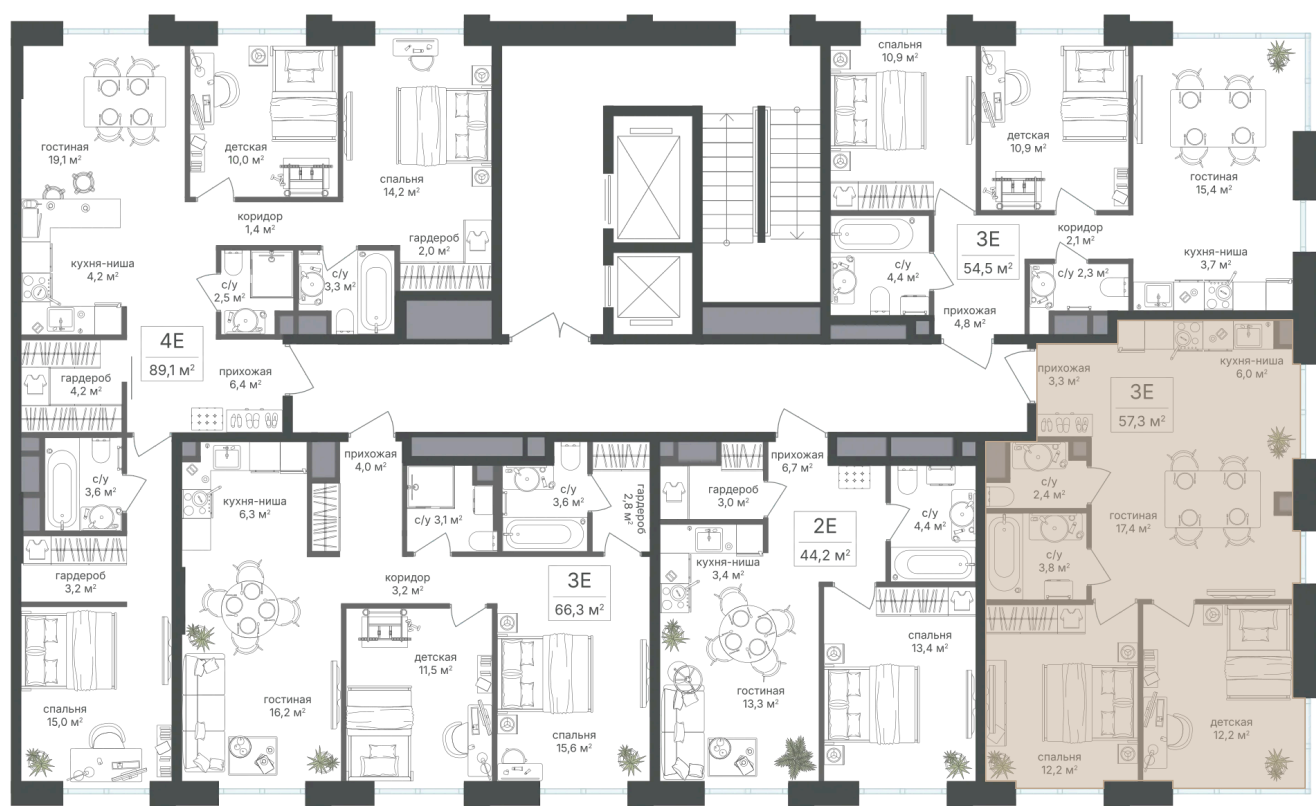 гостиная
19,1 м²
кухня-ниша
4,2 м²
детская
10,0 м²
коридор
1,4 м²
спальня
14,2 м²
гардероб
2,0 м²
с/у
2,5 м²
с/у
3,3 м²
4Е
89,1 м²
гардероб
4,2 м²
прихожая
6,4 м²
с/у
3,6 м²
гардероб
3,2 м²
спальня
15,0 м²
спальня
10,9 м²
детская
10,9 м²
гостиная
15,4 м²
коридор
2,1 м²
3Е
54,5 м²
с/у
4,4 м²
с/у 2,3 м²
кухня-ниша
3,7 м²
прихожая
4,8 м²
прихожая
4,0 м²
кухня-ниша
6,3 м²
с/у 3,1 м²
с/у
3,6 м²
гардероб
2,8 м²
коридор
3,2 м²
3Е
66,3 м²
детская
11,5 м²
гостиная
16,2 м²
спальня
15,6 м²
прихожая
6,7 м²
гардероб
3,0 м²
2Е
44,2 м²
с/у
4,4 м²
кухня-ниша
3,4 м²
гостиная
13,3 м²
спальня
13,4 м²
прихожая
3,3 м²
кухня-ниша
6,0 м²
3Е
57,3 м²
с/у
2,4 м²
гостиная
17,4 м²
с/у
3,8 м²
спальня
12,2 м²
детская
12,2 м²